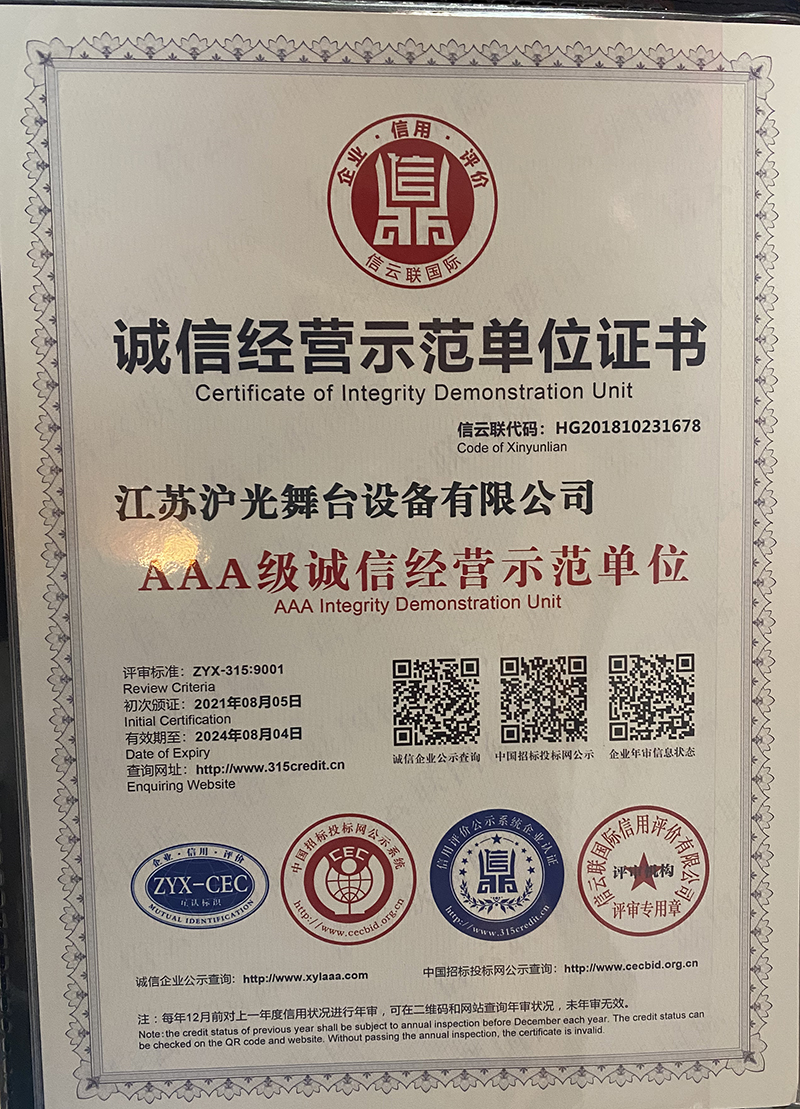 企业·信用·评价
信
信云联国际
诚信经营示范单位证书
Certificate of Integrity Demonstration Unit
信云联代码：HG201810231678
Code of Xinyunlian
江苏沪光舞台设备有限公司
AAA级诚信经营示范单位
AAA Integrity Demonstration Unit
评审标准：ZYX-315:9001
Review Criteria
初次颁证：2021年08月05日
Initial Certification
有效期至：2024年08月04日
Date of Expiry
查询网址：http://www.315credit.cn
Enquiring Website
诚信企业公示查询 中国招标投标网公示 企业年审信息状态
企业·信用·评价
ZYX-CEC
互认标识
MUTUAL IDENTIFICATION
中国招标投标网公示系统
CEC
http://www.cecbid.org.cn
信用评价公示系统企业认证
http://www.315credit.cn
信云联国际信用评价有限公司
评审机构
评审专用章
诚信企业公示查询：http://www.xylaaa.com 中国招标投标网公示查询：http://www.cecbid.org.cn
注：每年12月前对上一年度信用状况进行年审，可在二维码和网站查询年审状况，未年审无效。
Note:the credit status of previous year shall be subject to annual inspection before December each year. The credit status can
be checked on the QR code and website. Without passing the annual inspection, the certificate is invalid.